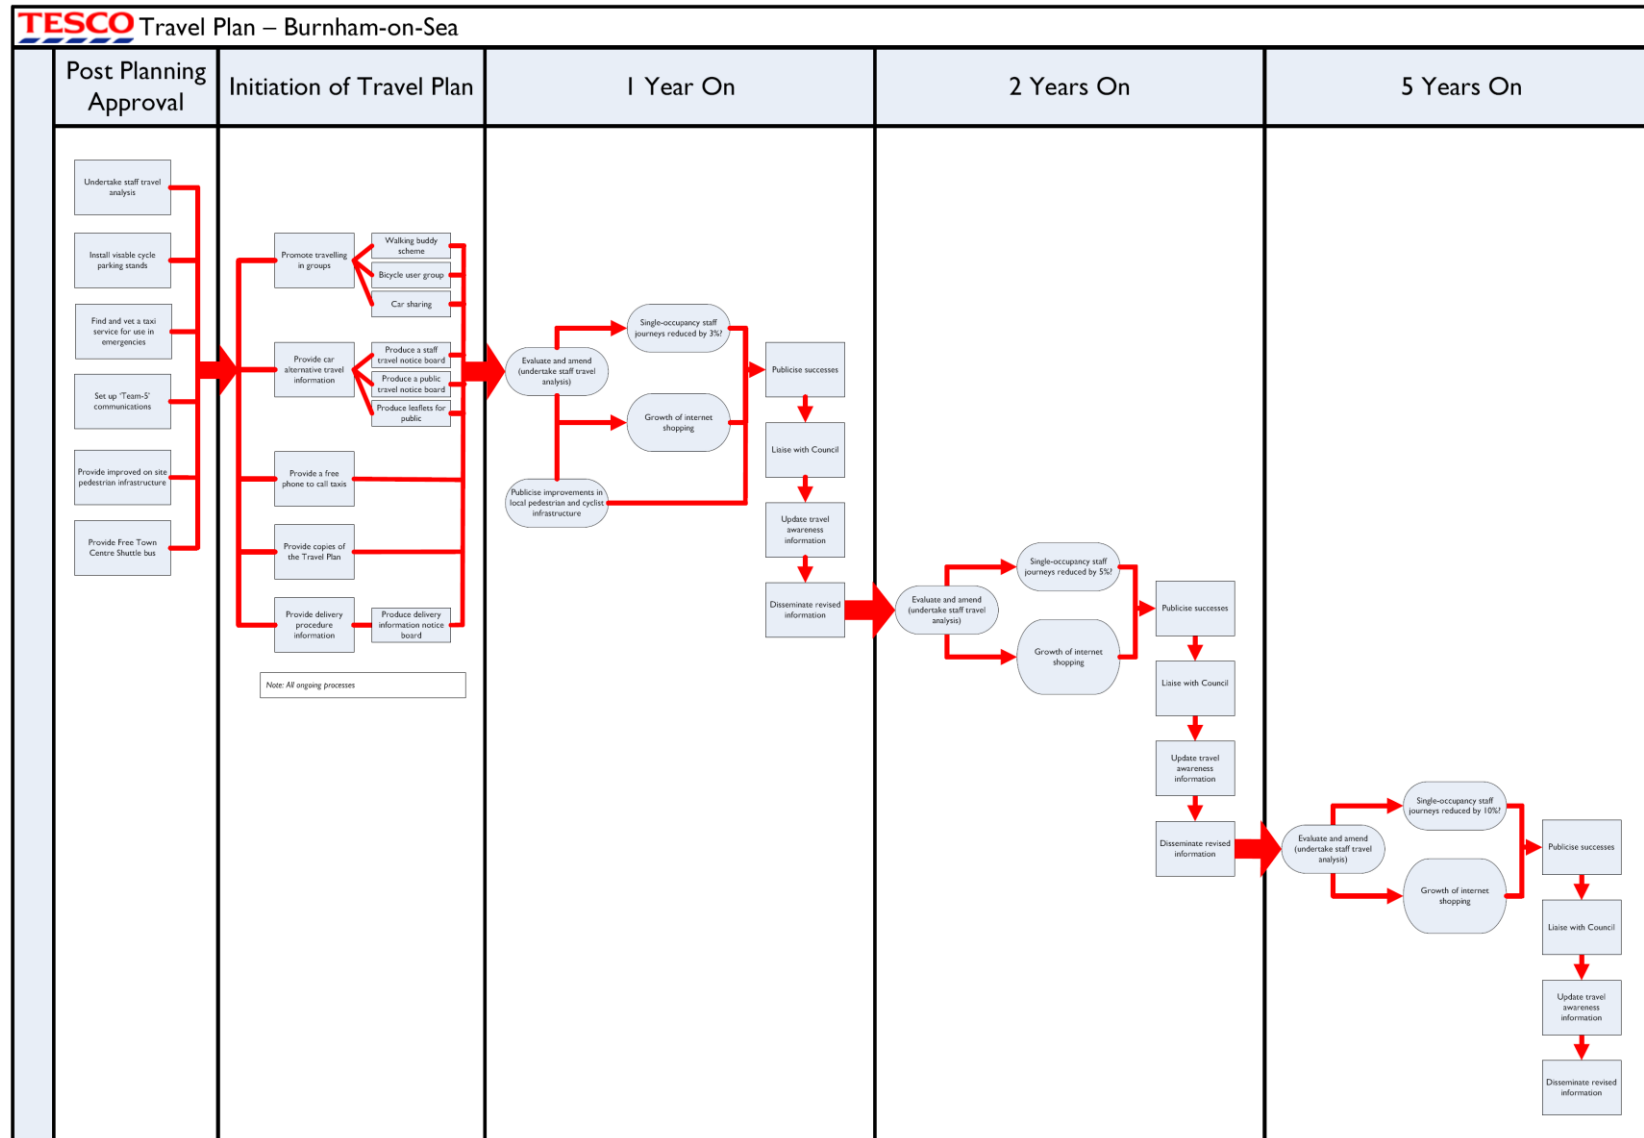 TESCO Travel Plan – Burnham-on-Sea
Post Planning
Approval
Initiation of Travel Plan
1 Year On
2 Years On
5 Years On
Undertake staff travel
analysis
Install visable cycle
parking stands
Find and vet a taxi
service for use in
emergencies
Set up 'Team-5'
communications
Provide improved on site
pedestrian infrastructure
Provide Free Town
Centre Shuttle bus
Promote travelling
in groups
Walking buddy
scheme
Bicycle user group
Car sharing
Provide car
alternative travel
information
Produce a staff
travel notice board
Produce a public
travel notice board
Produce leaflets for
public
Provide a free
phone to call taxis
Provide copies of
the Travel Plan
Provide delivery
procedure
information
Produce delivery
information notice
board
Note: All ongoing processes
Evaluate and amend
(undertake staff travel
analysis)
Single-occupancy staff
journeys reduced by 3%?
Growth of internet
shopping
Publicise improvements in
local pedestrian and cyclist
infrastructure
Publicise successes
Liaise with Council
Update travel
awareness
information
Disseminate revised
information
Evaluate and amend
(undertake staff travel
analysis)
Single-occupancy staff
journeys reduced by 5%?
Growth of internet
shopping
Publicise successes
Liaise with Council
Update travel
awareness
information
Disseminate revised
information
Evaluate and amend
(undertake staff travel
analysis)
Single-occupancy staff
journeys reduced by 10%?
Growth of internet
shopping
Publicise successes
Liaise with Council
Update travel
awareness
information
Disseminate revised
information